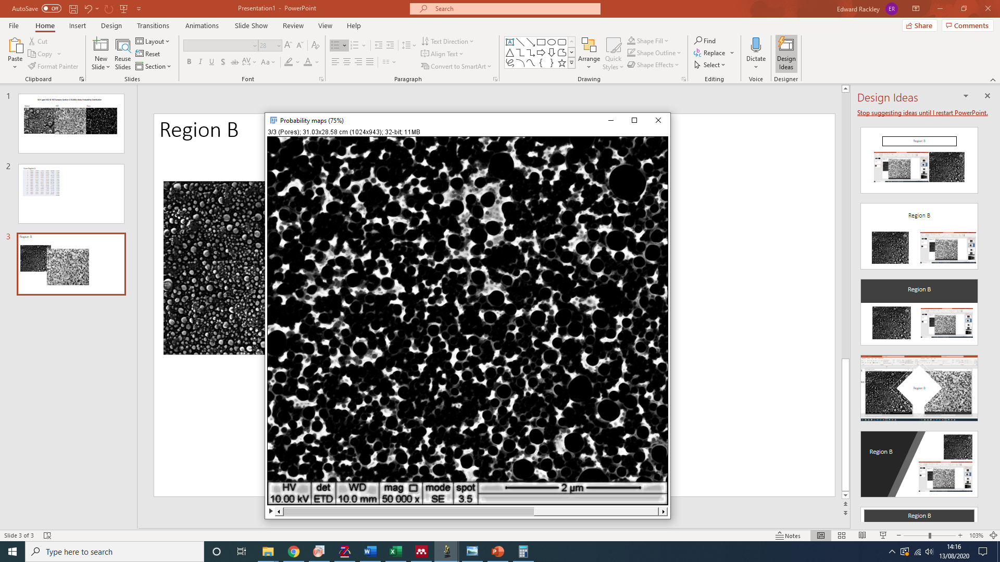 AutoSave Off
Presentation1 - PowerPoint
Search
Edward Rackley ER
File Home Insert Design Transitions Animations Slide Show Review View Help
Share Comments
Paste
Cut
Copy
Format Painter
Clipboard
New
Slide
Reuse
Slides
Layout
Reset
Section
Slides
28
B I U S ab AV Aa
A
Font
Text Direction
Align Text
Convert to SmartArt
Paragraph
Arrange
Quick
Styles
Shape Fill
Shape Outline
Shape Effects
Drawing
Find
Replace
Select
Editing
Dictate
Voice
Design
Ideas
Designer
1
2
3
Region B
Region B
Probability maps (75%)
3/3 (Pores); 31.03x28.58 cm (1024x943); 32-bit; 11MB
HV det WD mag mode spot 2 µm
10.00 kV ETD 10.0 mm 50 000 x SE 3.5
Design Ideas
Stop suggesting ideas until I restart PowerPoint.
Region B
Region B
Region B
Region B
Region B
Region B
Slide 3 of 3
Notes
103%
Type here to search
14:16
13/08/2020